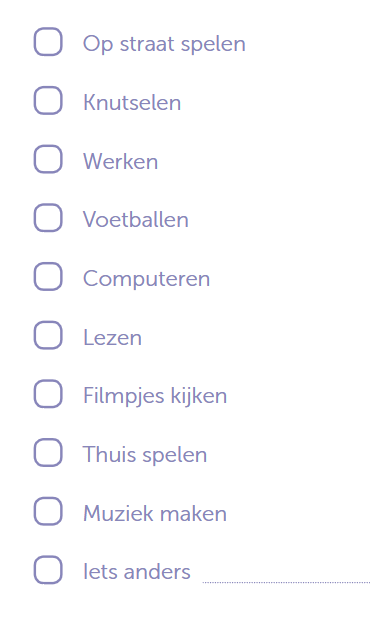 Op straat spelen
Knutselen
Werken
Voetballen
Computeren
Lezen
Filmpjes kijken
Thuis spelen
Muziek maken
Iets anders